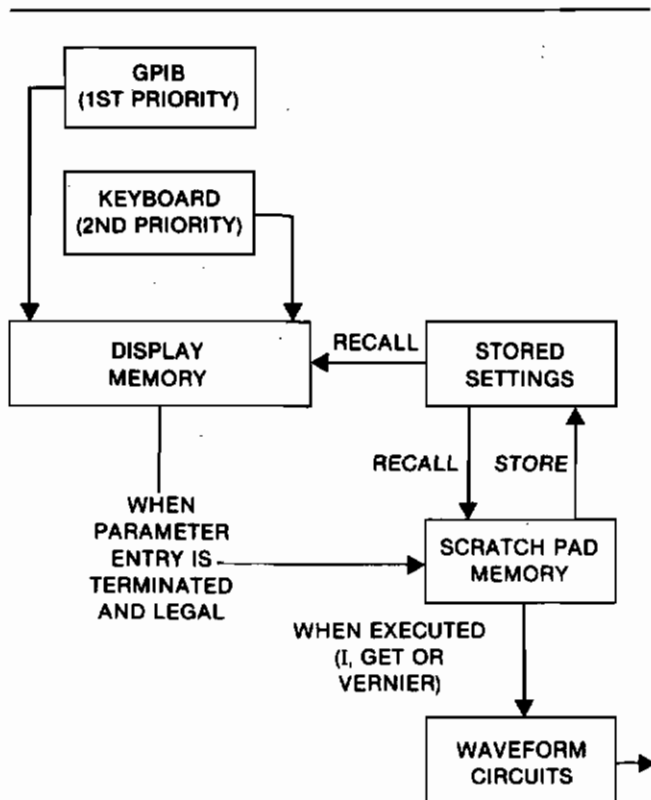 GPIB
(1ST PRIORITY)
KEYBOARD
(2ND PRIORITY)
DISPLAY
MEMORY
RECALL
STORED
SETTINGS
RECALL
STORE
WHEN
PARAMETER
ENTRY IS
TERMINATED
AND LEGAL
SCRATCH PAD
MEMORY
WHEN EXECUTED
(I, GET OR
VERNIER)
WAVEFORM
CIRCUITS